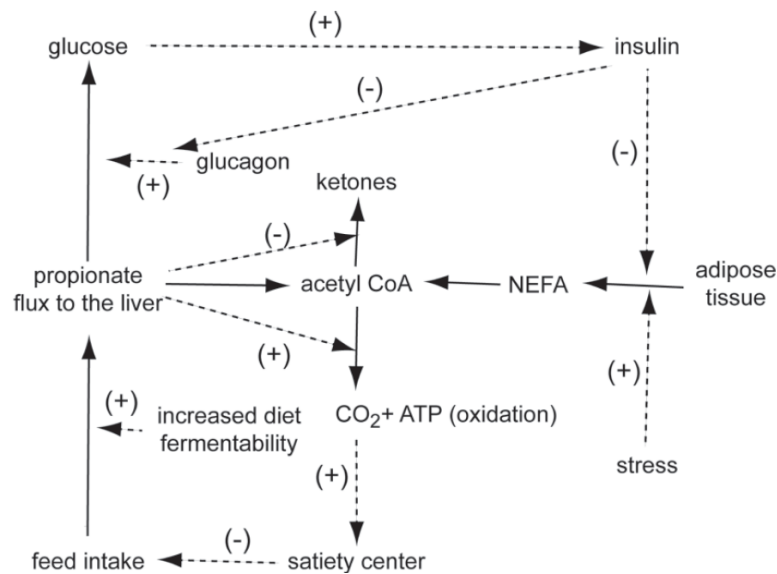 glucose
(+)
insulin
(-)
glucagon
(+)
(-)
ketones
(-)
propionate
flux to the liver
acetyl CoA
NEFA
adipose
tissue
(+)
(+)
(+)
increased diet
fermentability
CO₂+ ATP (oxidation)
(+)
stress
feed intake
(-)
satiety center